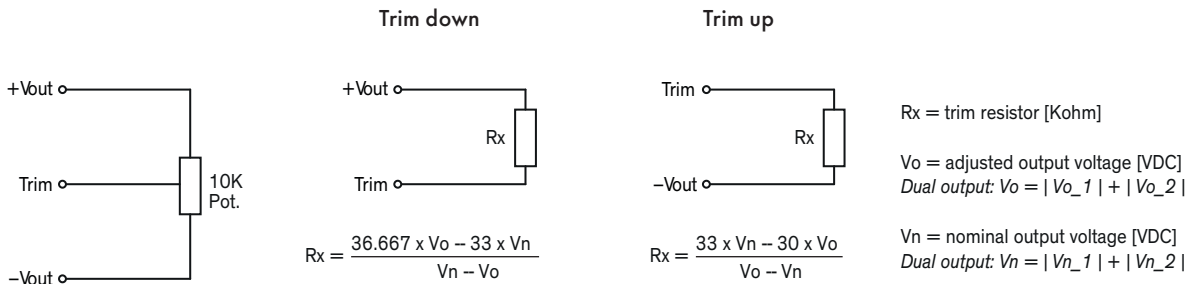 Trim down
Trim up
+Vout
Trim
–Vout
10K
Pot.
+Vout
Trim
Rx
Rx = 36.667 x Vo – 33 x Vn
Vn – Vo
Trim
–Vout
Rx
Rx = 33 x Vn – 30 x Vo
Vo – Vn
Rx = trim resistor [Kohm]
Vo = adjusted output voltage [VDC]
Dual output: Vo = | Vo_1 | + | Vo_2 |
Vn = nominal output voltage [VDC]
Dual output: Vn = | Vn_1 | + | Vn_2 |